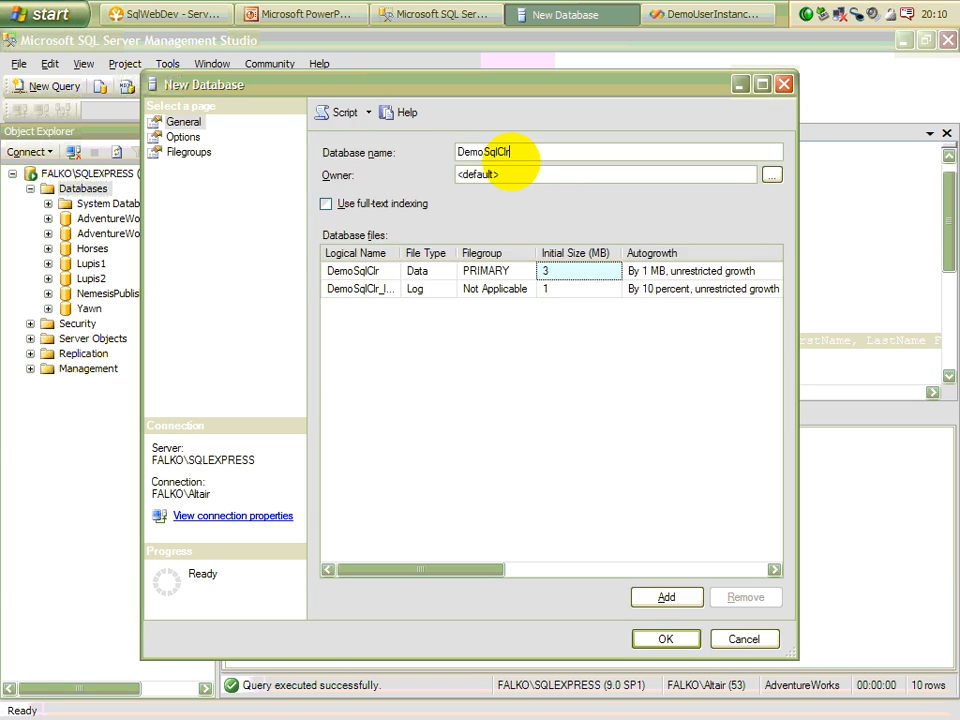 start
SqlWebDev - Serv...
Microsoft PowerP...
Microsoft SQL Ser...
New Database
DemoUserInstanc...
20:10
Microsoft SQL Server Management Studio
File Edit View Project Tools Window Community Help
New Query
Object Explorer
Connect
FALKO\SQLEXPRESS (
Databases
System Datab
AdventureWo
AdventureWo
Horses
Lupis1
Lupis2
NemesisPublis
Yawn
Security
Server Objects
Replication
Management
New Database
Select a page
General
Options
Filegroups
Script Help
Database name: DemoSqlClr
Owner: <default> ...
Use full-text indexing
Database files:
Logical Name File Type Filegroup Initial Size (MB) Autogrowth
DemoSqlClr Data PRIMARY 3 By 1 MB, unrestricted growth
DemoSqlClr_l... Log Not Applicable 1 By 10 percent, unrestricted growth
Connection
Server:
FALKO\SQLEXPRESS
Connection:
FALKO\Altair
View connection properties
Progress
Ready
Add Remove
OK Cancel
rstName, LastName F
Query executed successfully. FALKO\SQLEXPRESS (9.0 SP1) FALKO\Altair (53) AdventureWorks 00:00:00 10 rows
Ready